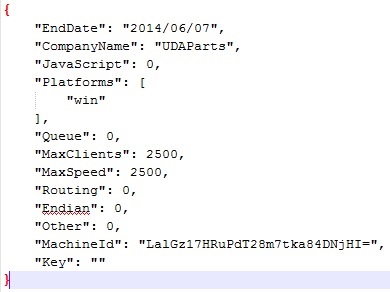 {
"EndDate": "2014/06/07",
"CompanyName": "UDAParts",
"JavaScript": 0,
"Platforms": [
"win"
],
"Queue": 0,
"MaxClients": 2500,
"MaxSpeed": 2500,
"Routing": 0,
"Endian": 0,
"Other": 0,
"MachineId": "LalGz17HRuPdT28m7tka84DNjHI=",
"Key": ""
}